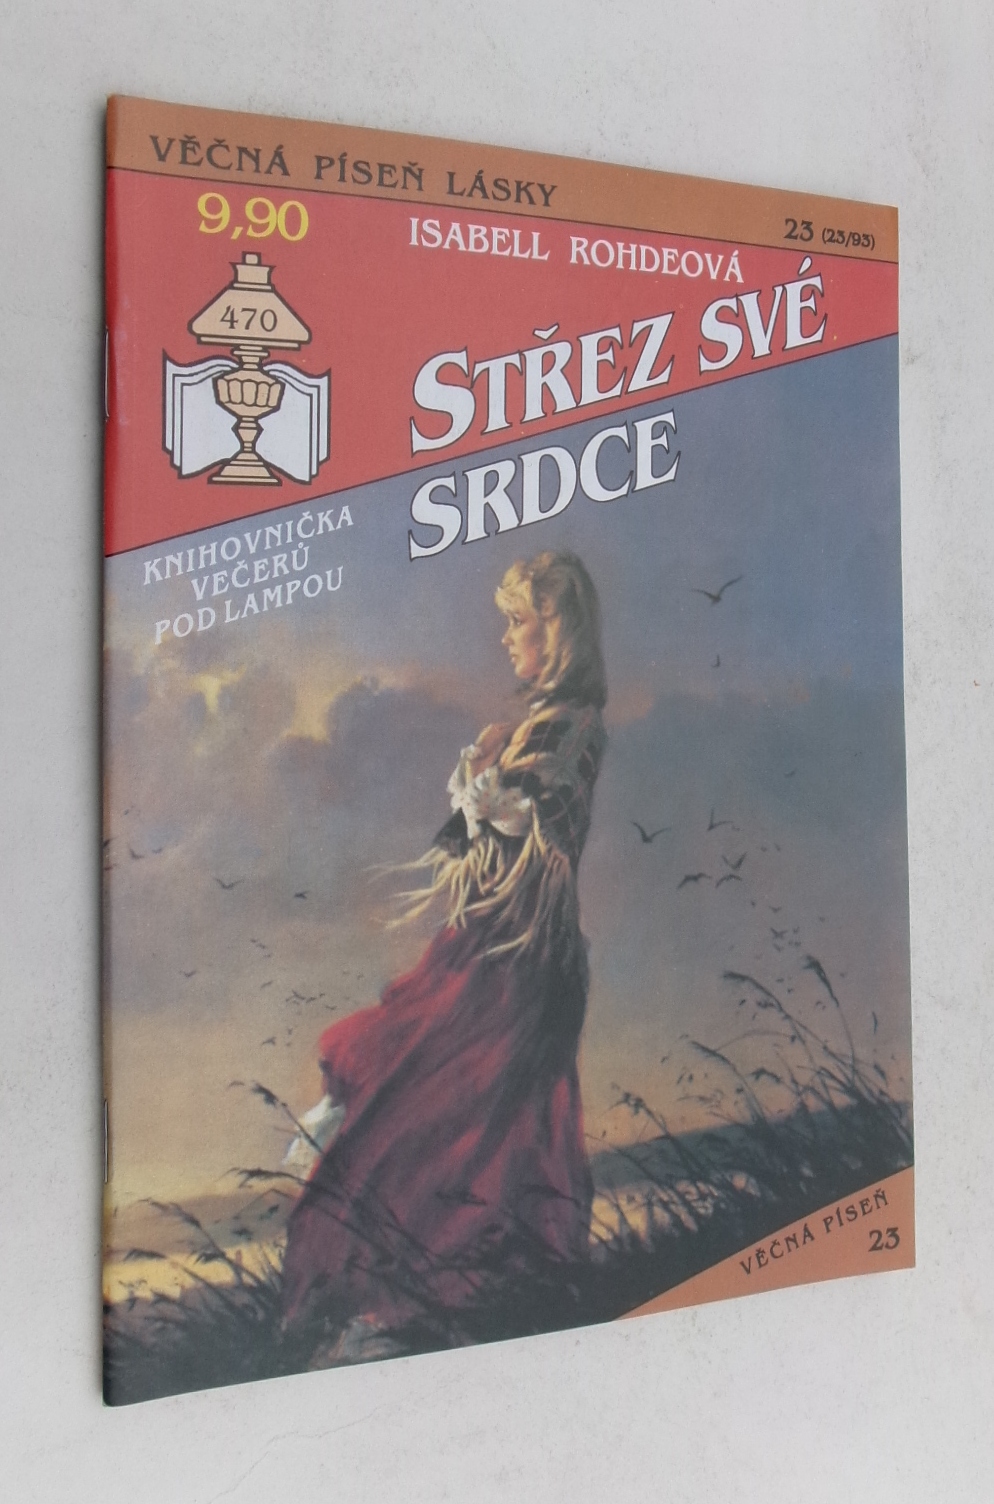 VĚČNÁ PÍSEŇ LÁSKY
23 (23/93)
9,90
ISABELL ROHDEOVÁ
470
STŘEZ SVÉ
SRDCE
KNIHOVNIČKA
VEČERŮ
POD LAMPOU
VĚČNÁ PÍSEŇ
23